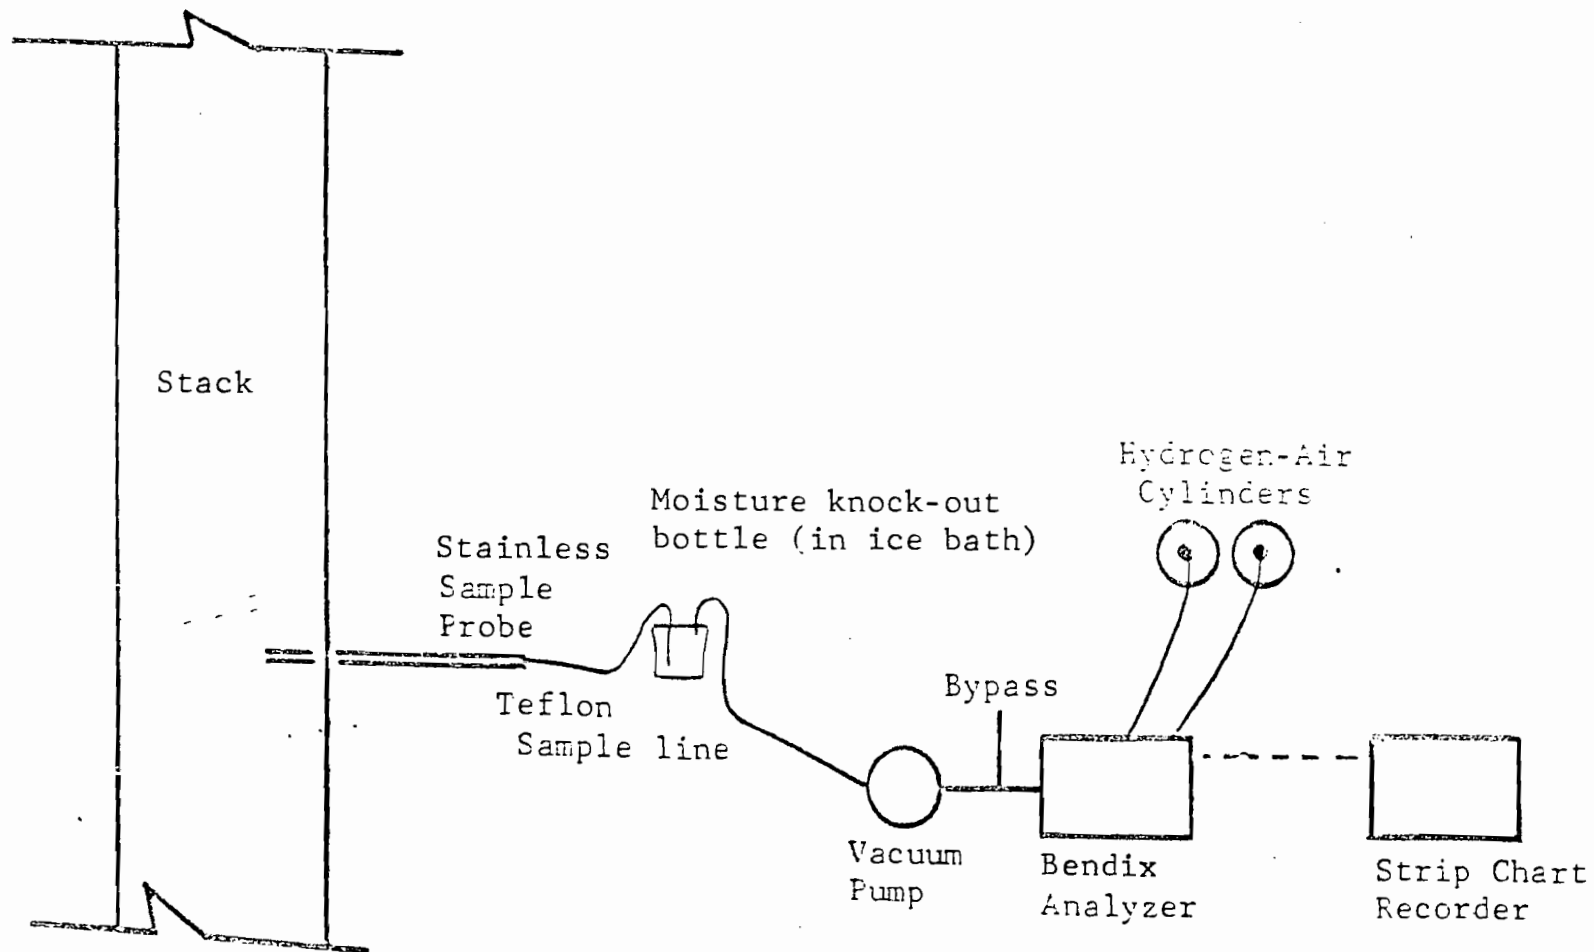 Stack
Hydrogen-Air
Cylinders
Moisture knock-out
bottle (in ice bath)
Stainless
Sample
Probe
Teflon
Sample line
Bypass
Vacuum
Pump
Bendix
Analyzer
Strip Chart
Recorder